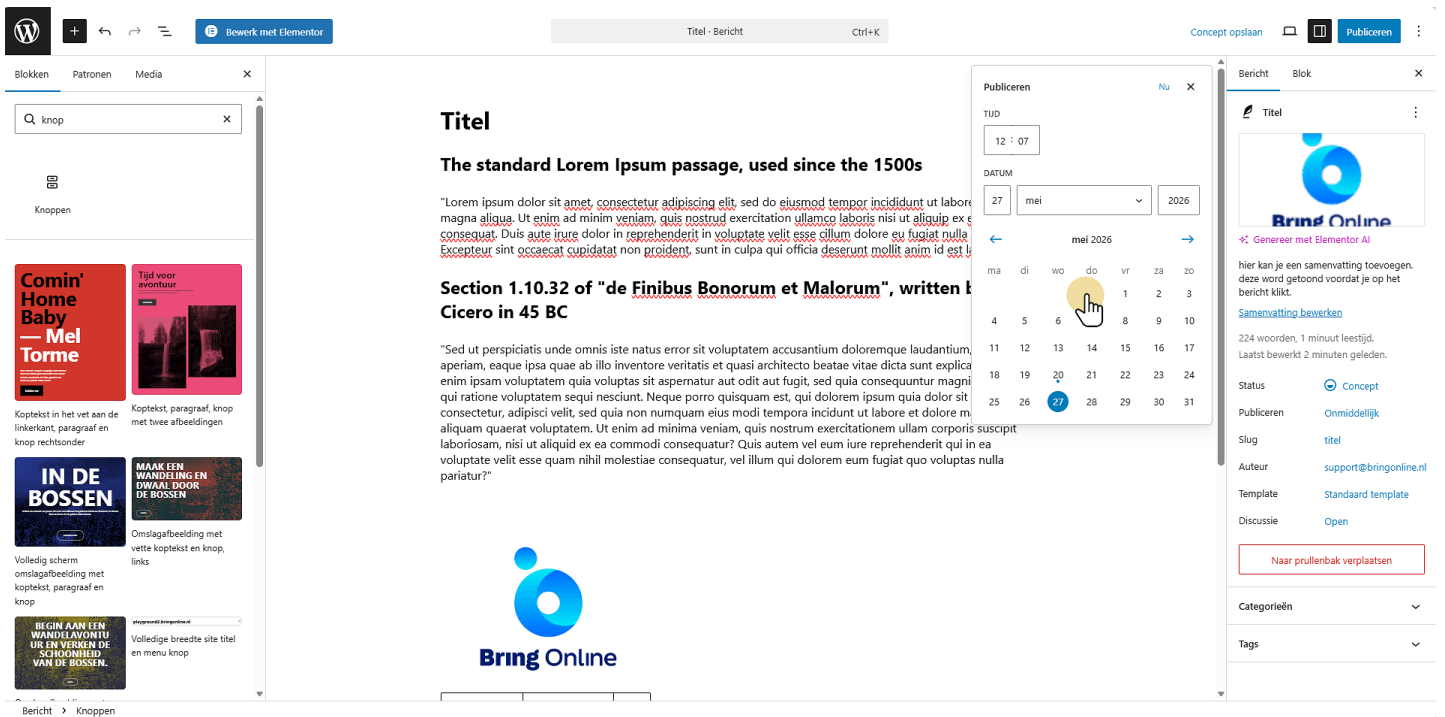 Bewerk met Elementor
Titel · Bericht
Ctrl+K
Concept opslaan
Publiceren
Blokken
Patronen
Media
knop
Knoppen
Comin'
Home
Baby
— Mel
Torme
Koptekst in het vet aan de
linkerkant, paragraaf en
knop rechtsonder
Tijd voor
avontuur
Koptekst, paragraaf, knop
met twee afbeeldingen
IN DE
BOSSEN
Volledig scherm
omslagafbeelding met
koptekst, paragraaf en
knop
MAAK EEN
WANDELING EN
DWAAL DOOR
DE BOSSEN
Omslagafbeelding met
vette koptekst en knop,
links
BEGIN AAN EEN
WANDELAVONTU
UR EN VERKEN DE
SCHOONHEID
VAN DE BOSSEN.
playground2.bringonline.nl
Volledige breedte site titel
en menu knop
Titel
The standard Lorem Ipsum passage, used since the 1500s
"Lorem ipsum dolor sit amet, consectetur adipiscing elit, sed do eiusmod tempor incididunt ut labore
magna aliqua. Ut enim ad minim veniam, quis nostrud exercitation ullamco laboris nisi ut aliquip ex e
consequat. Duis aute irure dolor in reprehenderit in voluptate velit esse cillum dolore eu fugiat nulla
Excepteur sint occaecat cupidatat non proident, sunt in culpa qui officia deserunt mollit anim id est la
Section 1.10.32 of "de Finibus Bonorum et Malorum", written b
Cicero in 45 BC
"Sed ut perspiciatis unde omnis iste natus error sit voluptatem accusantium doloremque laudantium,
aperiam, eaque ipsa quae ab illo inventore veritatis et quasi architecto beatae vitae dicta sunt explica
enim ipsam voluptatem quia voluptas sit aspernatur aut odit aut fugit, sed quia consequuntur magni
qui ratione voluptatem sequi nesciunt. Neque porro quisquam est, qui dolorem ipsum quia dolor sit
consectetur, adipisci velit, sed quia non numquam eius modi tempora incidunt ut labore et dolore m
aliquam quaerat voluptatem. Ut enim ad minima veniam, quis nostrum exercitationem ullam corporis suscipit
laboriosam, nisi ut aliquid ex ea commodi consequatur? Quis autem vel eum iure reprehenderit qui in ea
voluptate velit esse quam nihil molestiae consequatur, vel illum qui dolorem eum fugiat quo voluptas nulla
pariatur?"
Bring Online
Publiceren
Nu
TIJD
12 : 07
DATUM
27
mei
2026
mei 2026
ma di wo do vr za zo
1 2 3
4 5 6 8 9 10
11 12 13 14 15 16 17
18 19 20 21 22 23 24
25 26 27 28 29 30 31
Bericht
Blok
Titel
Bring Online
Genereer met Elementor AI
hier kan je een samenvatting toevoegen.
deze word getoond voordat je op het
bericht klikt.
Samenvatting bewerken
224 woorden, 1 minuut leestijd.
Laatst bewerkt 2 minuten geleden.
Status Concept
Publiceren Onmiddellijk
Slug titel
Auteur support@bringonline.nl
Template Standaard template
Discussie Open
Naar prullenbak verplaatsen
Categorieën
Tags
Bericht
Knoppen